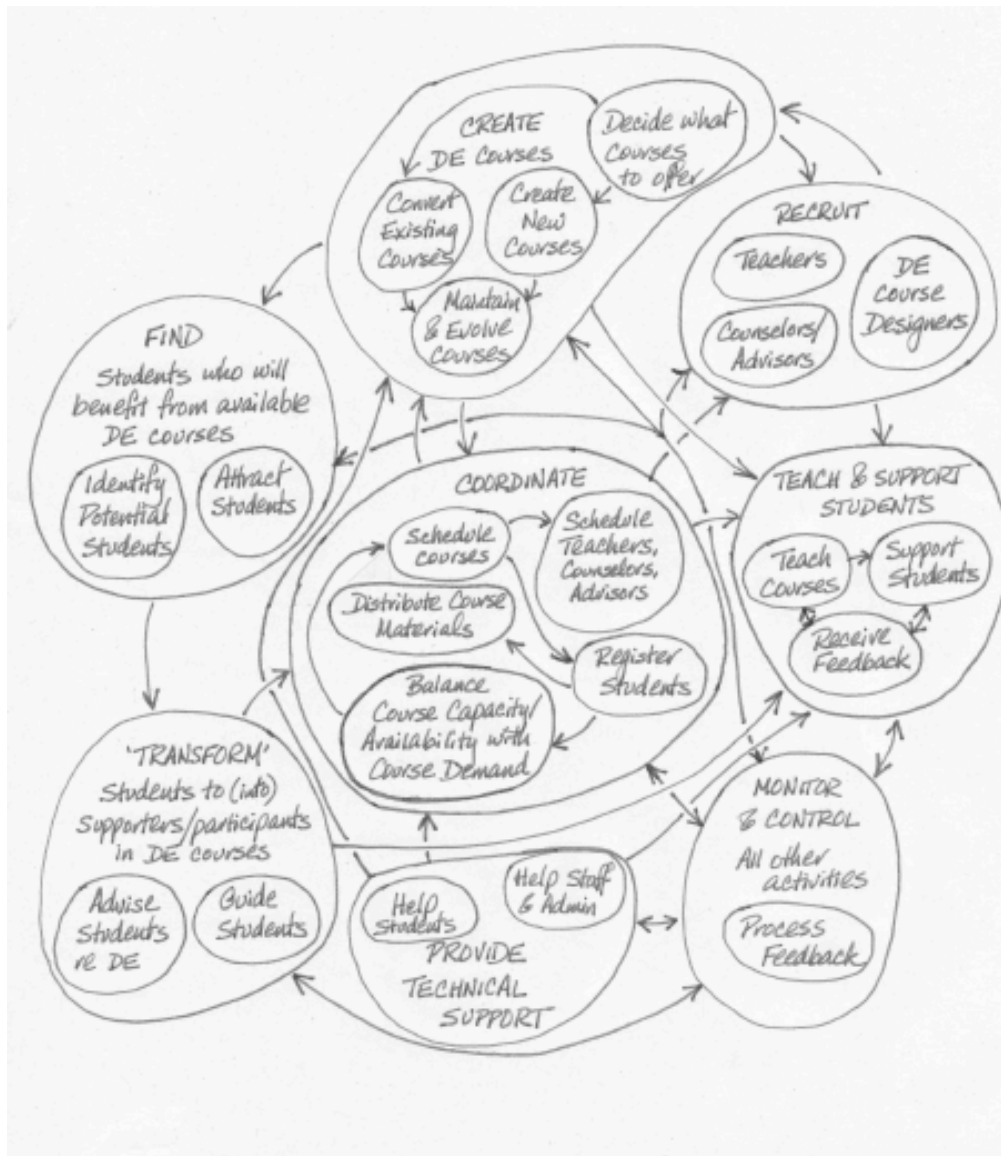 CREATE
DE COURSES
Decide what
Courses
to offer
Convert
Existing
Courses
Create
New
Courses
Maintain
& Evolve
Courses
RECRUIT
Teachers
Counselors/
Advisors
DE
Course
Designers
FIND
Students who will
benefit from available
DE courses
Identify
Potential
Students
Attract
Students
COORDINATE
Schedule
courses
Schedule
Teachers,
Counselors,
Advisors
Distribute Course
Materials
Register
Students
Balance
Course Capacity/
Availability with
Course Demand
TEACH & SUPPORT
STUDENTS
Teach
Courses
Support
Students
Receive
Feedback
'TRANSFORM'
Students to (into)
Supporters/participants
in DE courses
Advise
Students
re DE
Guide
Students
Help
Students
Help Staff
& Admin
PROVIDE
TECHNICAL
SUPPORT
MONITOR
& CONTROL
All other
activities
Process
Feedback